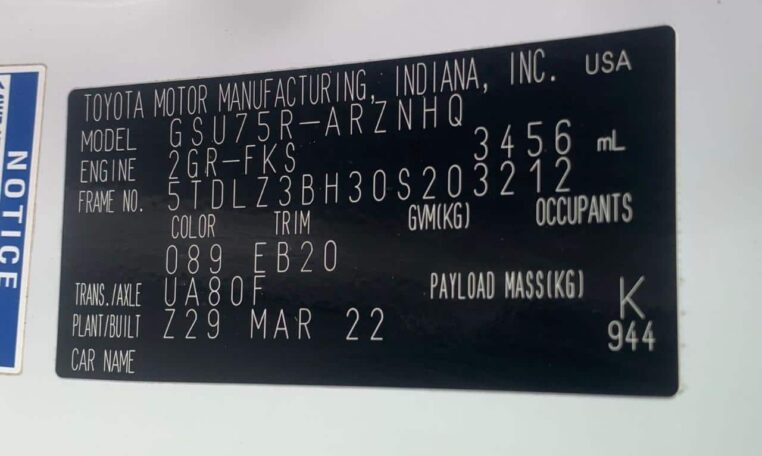 TOYOTA MOTOR MANUFACTURING, INDIANA, INC. USA
MODEL GSU75R-ARZNHQ
ENGINE 2GR-FKS 3456 mL
FRAME NO. 5TDLZ3BH30S203212
COLOR TRIM GVM(KG) OCCUPANTS
089 EB20
TRANS./AXLE UA80F PAYLOAD MASS(KG) K
PLANT/BUILT Z29 MAR 22 944
CAR NAME
NOTICE